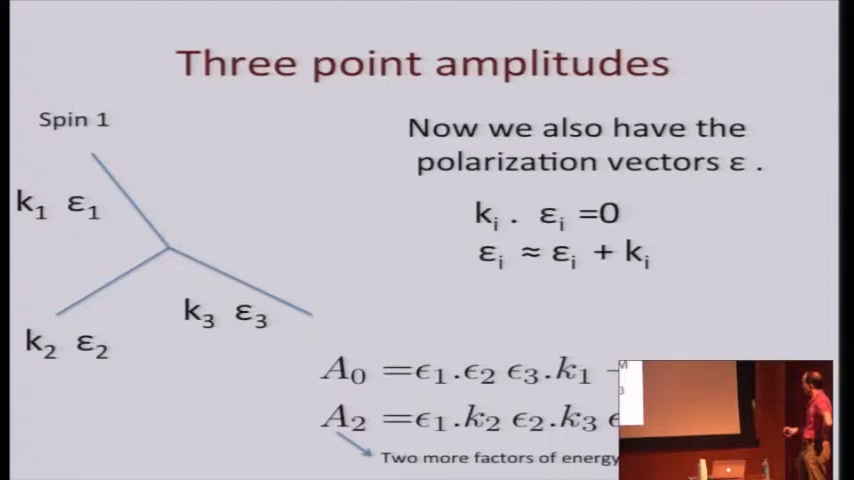 Three point amplitudes
Spin 1
Now we also have the
polarization vectors ε .
k₁ ε₁
kᵢ . εᵢ =0
εᵢ ≈ εᵢ + kᵢ
k₃ ε₃
k₂ ε₂
A₀ =ϵ₁.ϵ₂ ϵ₃.k₁
A₂ =ϵ₁.k₂ ϵ₂.k₃
Two more factors of energy